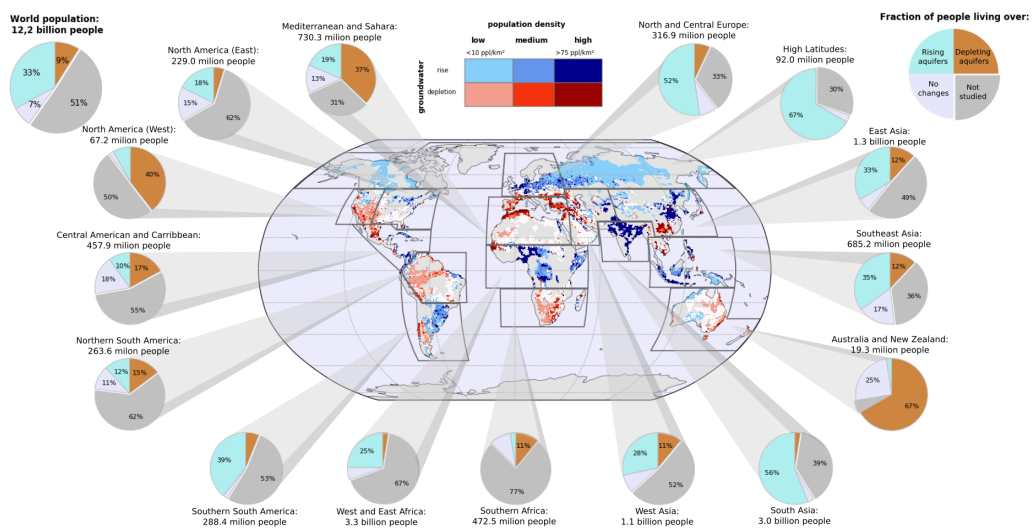 World population:
12,2 billion people
33%
9%
7%
51%
North America (East):
229.0 milion people
18%
15%
62%
Mediterranean and Sahara:
730.3 milion people
19%
37%
13%
31%
population density
low
medium
high
<10 ppl/km²
>75 ppl/km²
groundwater
rise
depletion
North and Central Europe:
316.9 milion people
52%
33%
High Latitudes:
92.0 milion people
30%
67%
Fraction of people living over:
Rising
aquifers
Depleting
aquifers
No
changes
Not
studied
North America (West):
67.2 milion people
40%
50%
East Asia:
1.3 billion people
12%
33%
49%
Central American and Carribean:
457.9 milion people
10%
17%
18%
55%
Southeast Asia:
685.2 milion people
12%
35%
36%
17%
Northern South America:
263.6 milon people
12%
15%
11%
62%
Australia and New Zealand:
19.3 milion people
25%
67%
39%
53%
Southern South America:
288.4 milion people
25%
67%
West and East Africa:
3.3 billion people
11%
77%
Southern Africa:
472.5 milion people
11%
28%
52%
West Asia:
1.1 billion people
39%
56%
South Asia:
3.0 billion people